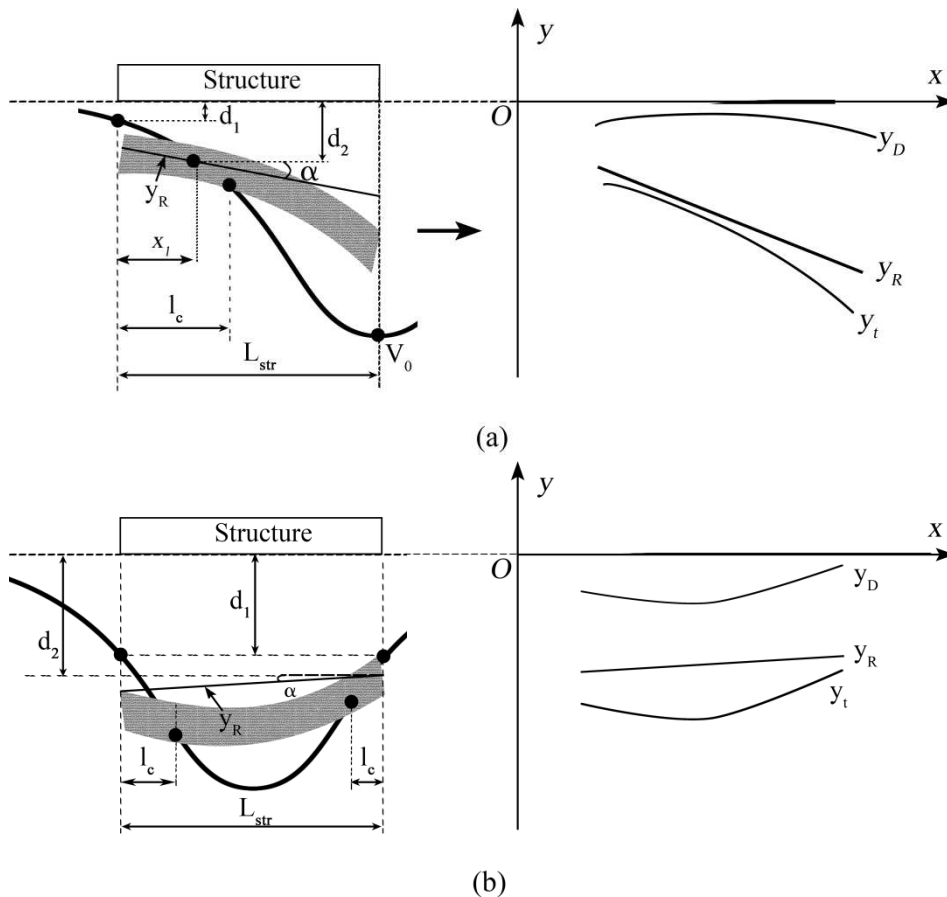 Structure
d1
d2
α
yR
xl
lc
Lstr
V0
y
x
O
yD
yR
yt
(a)
Structure
d1
d2
α
yR
lc
lc
Lstr
y
x
O
yD
yR
yt
(b)